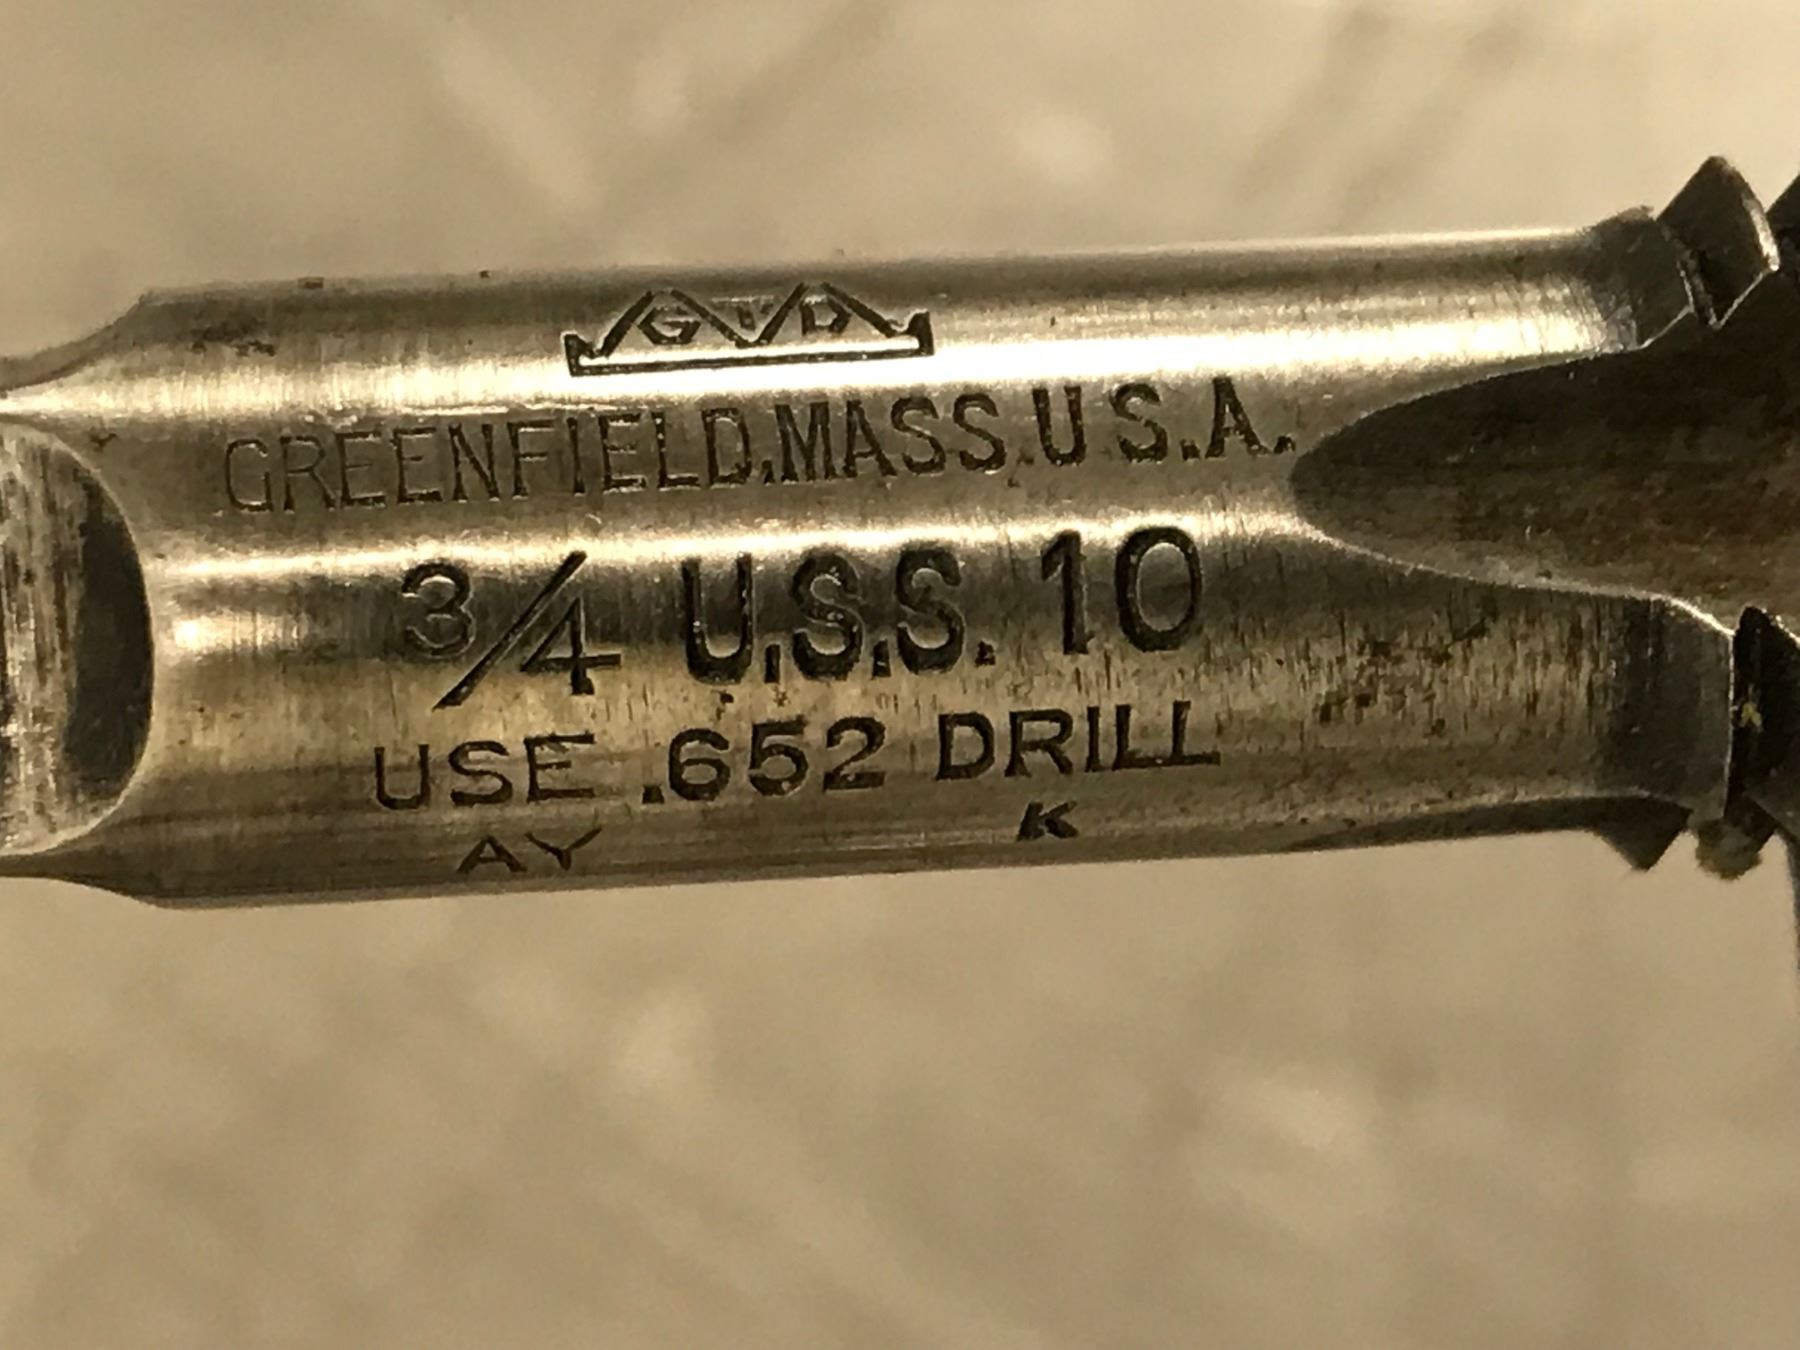 GTD
GREENFIELD, MASS. U.S.A.
3/4 U.S.S. 10
USE .652 DRILL
AY K